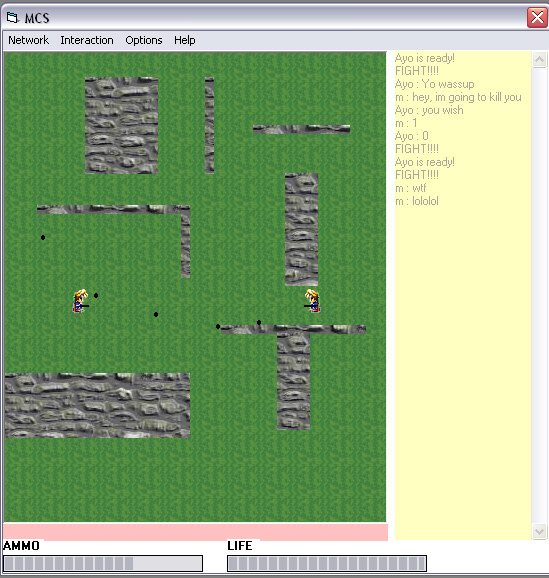 MCS
Network Interaction Options Help
Ayo is ready!
FIGHT!!!!
Ayo : Yo wassup
m : hey, im going to kill you
Ayo : you wish
m : 1
Ayo : 0
FIGHT!!!!
Ayo is ready!
FIGHT!!!!
m : wtf
m : lololol
AMMO LIFE